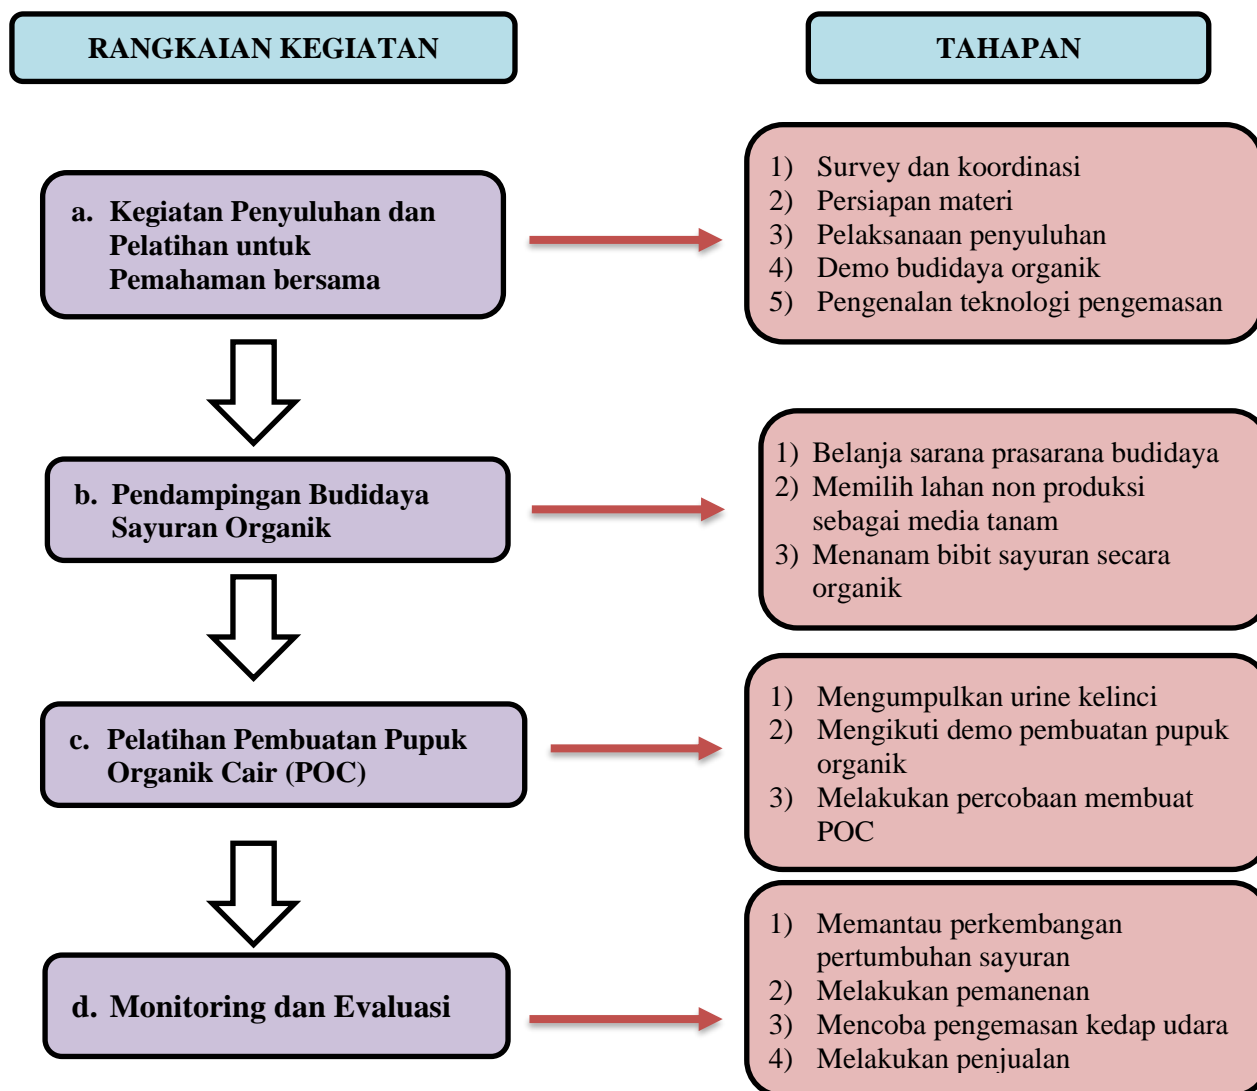 RANGKAIAN KEGIATAN
TAHAPAN
a. Kegiatan Penyuluhan dan
Pelatihan untuk
Pemahaman bersama
1) Survey dan koordinasi
2) Persiapan materi
3) Pelaksanaan penyuluhan
4) Demo budidaya organik
5) Pengenalan teknologi pengemasan
b. Pendampingan Budidaya
Sayuran Organik
1) Belanja sarana prasarana budidaya
2) Memilih lahan non produksi
sebagai media tanam
3) Menanam bibit sayuran secara
organik
c. Pelatihan Pembuatan Pupuk
Organik Cair (POC)
1) Mengumpulkan urine kelinci
2) Mengikuti demo pembuatan pupuk
organik
3) Melakukan percobaan membuat
POC
d. Monitoring dan Evaluasi
1) Memantau perkembangan
pertumbuhan sayuran
2) Melakukan pemanenan
3) Mencoba pengemasan kedap udara
4) Melakukan penjualan